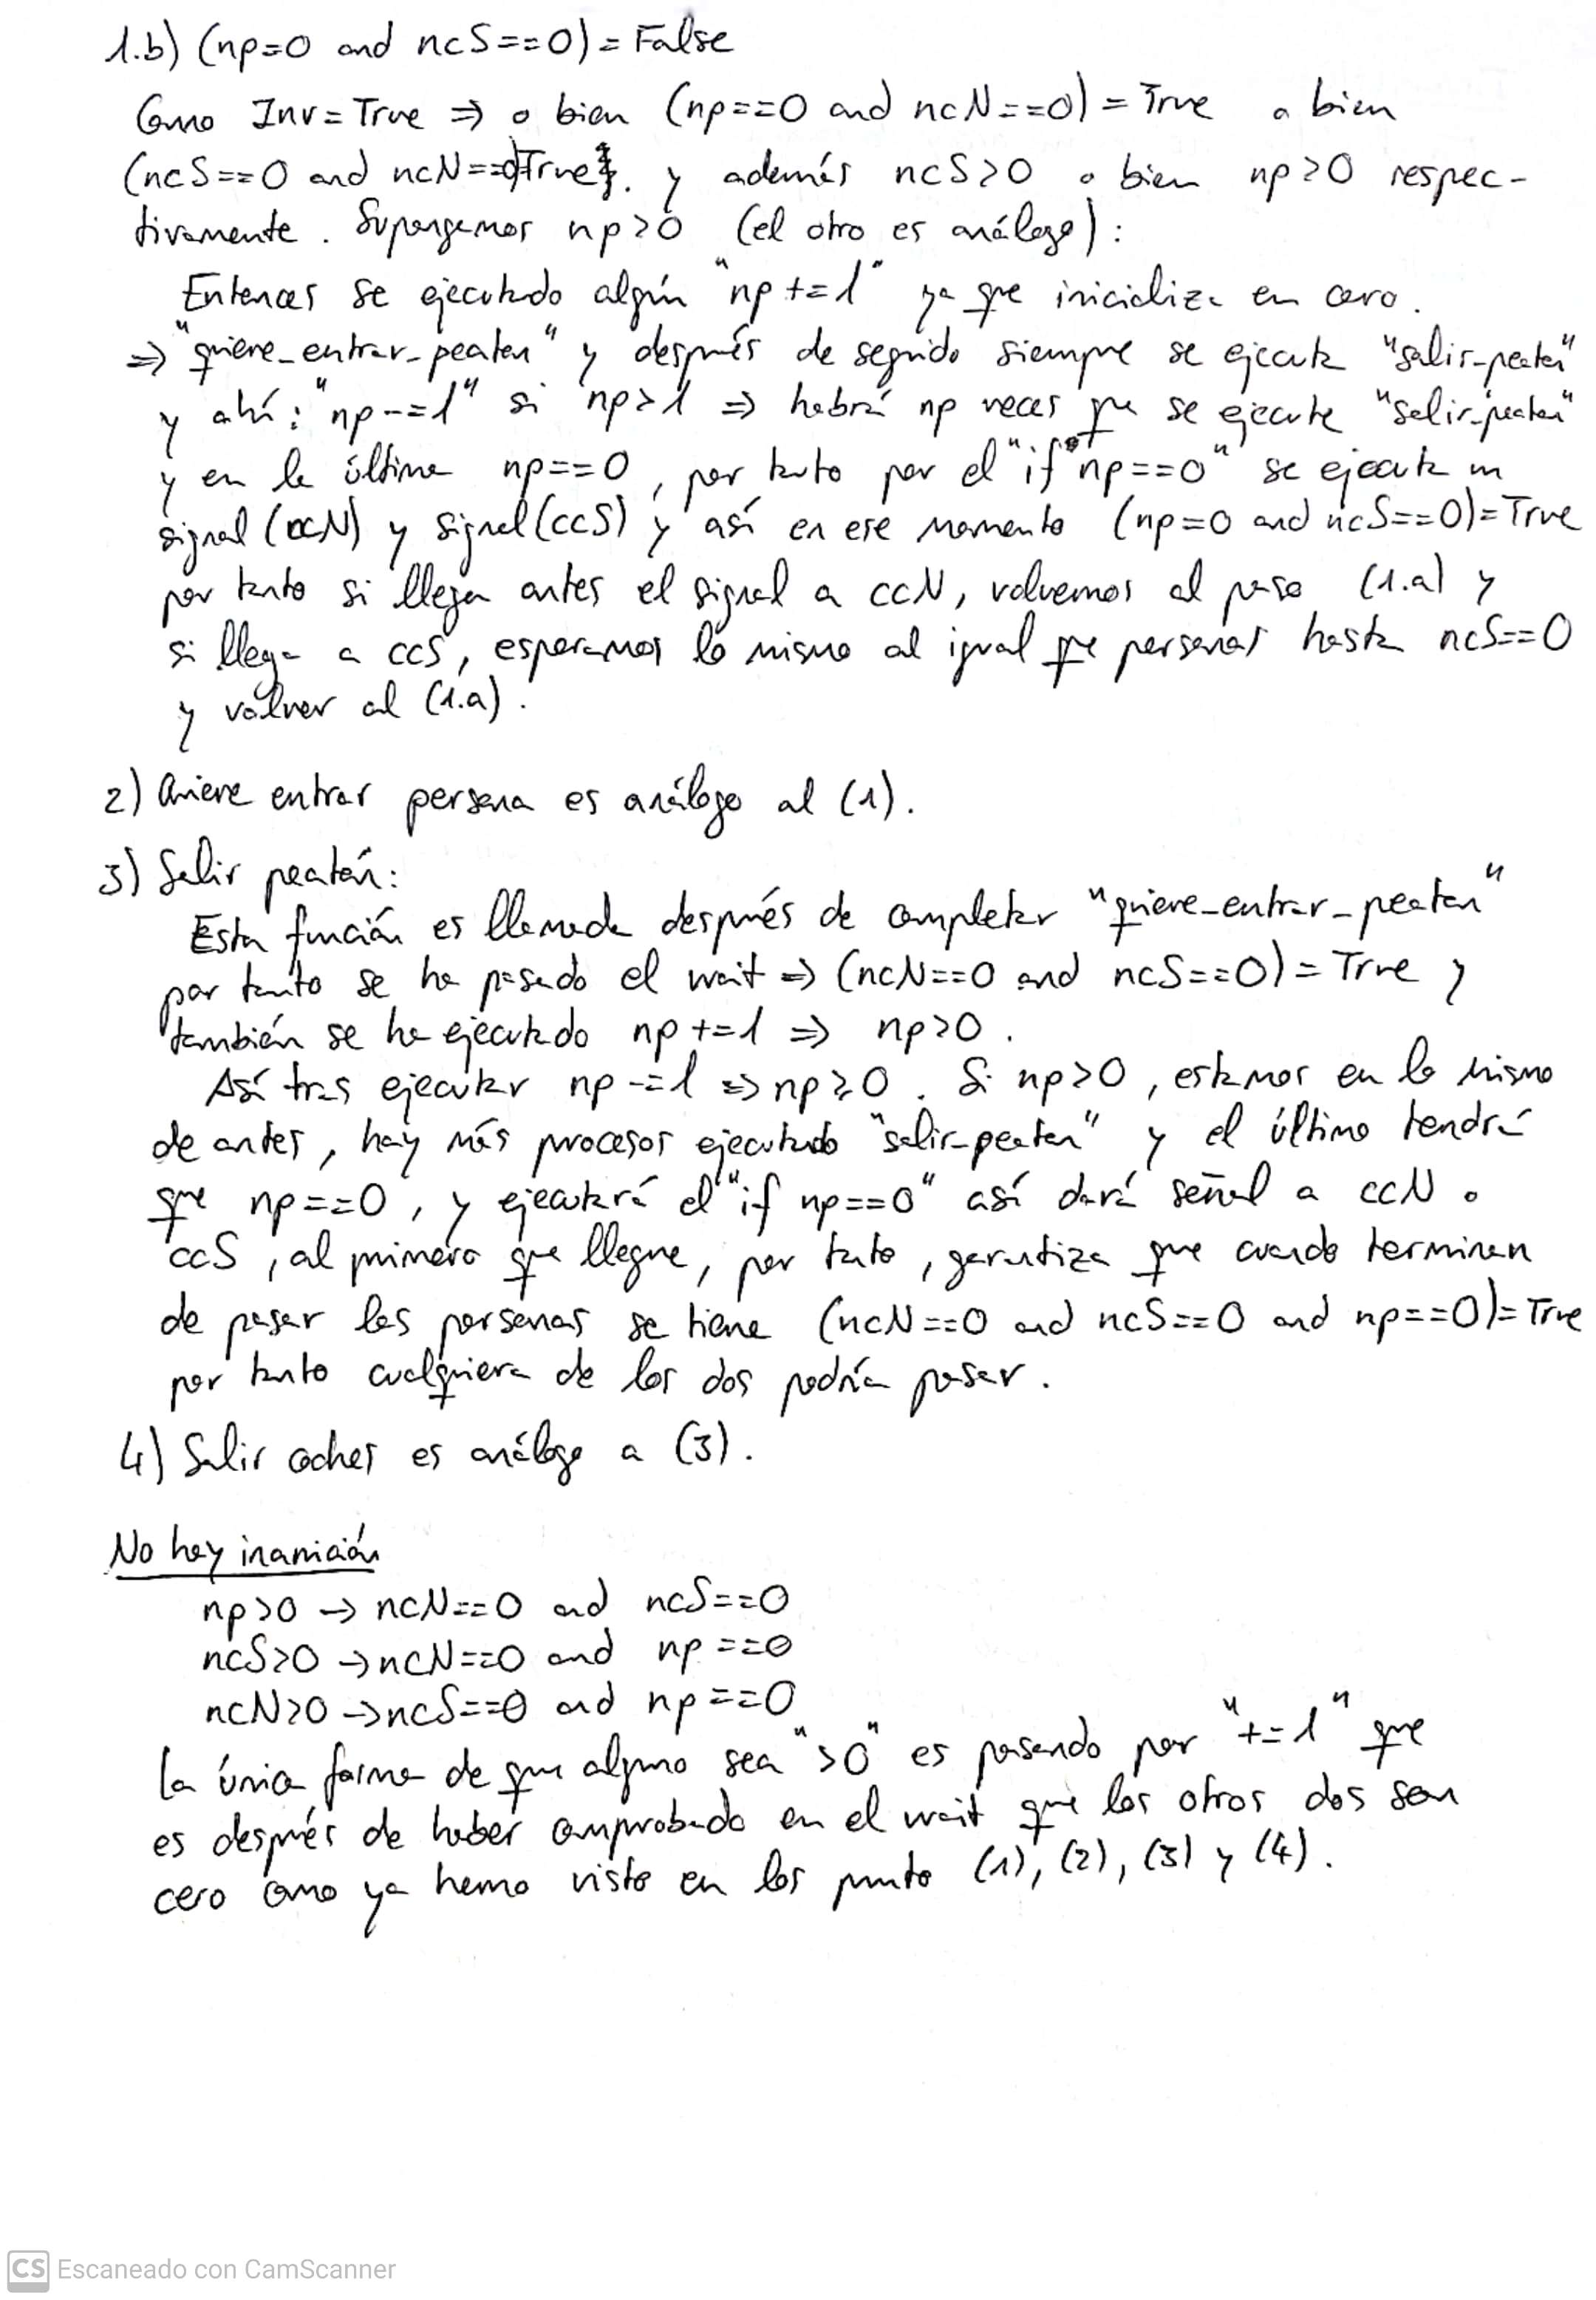 1.b) (np=0 and ncS==0) = False
Como Inv=True => o bien (np==0 and ncN==0) = True o bien
(ncS==0 and ncN==0)True}. y además ncS>0 o bien np>0 respec-
tivamente. Supongamos np>0 (el otro es análogo):
Entonces se ejecutado algún "np+=1" ya que inicializa en cero.
=> "quiere_entrar_peaton" y después de seguido siempre se ejecuta "salir-peaton"
y ahí: "np-=1" si np>1 => habrá np veces que se ejecute "salir-peaton"
y en la última np==0, por tanto por el "if np==0" se ejecuta un
signal (ccN) y signal (ccS) y así en ese momento (np=0 and ncS==0)=True
por tanto si llega antes el signal a ccN, volvemos al paso (1.a) y
si llega a ccS, esperamos lo mismo al igual que personas hasta ncS==0
y volver al (1.a).
2) Quiere entrar persona es análogo al (1).
3) Salir peatón:
Esta función es llamada después de completar "quiere_entrar_peaton"
por tanto se ha pasado el wait => (ncN==0 and ncS==0) = True y
también se ha ejecutado np+=1 => np>0.
Así tras ejecutar np-=1 => np≥0. Si np>0, estamos en lo mismo
de antes, hay más procesos ejecutando "salir-peaton" y el último tendrá
que np==0, y ejecutará el "if np==0" así dará señal a ccN o
ccS, al primero que llegue, por tanto, garantiza que cuando terminen
de pasar las personas se tiene (ncN==0 and ncS==0 and np==0)=True
por tanto cualquiera de los dos podría pasar.
4) Salir coches es análogo a (3).
No hay inanición
np>0 -> ncN==0 and ncS==0
ncS>0 -> ncN==0 and np==0
ncN>0 -> ncS==0 and np==0
La única forma de que alguno sea ">0" es pasando por "+=1" que
es después de haber comprobado en el wait que los otros dos son
cero como ya hemo visto en los punto (1), (2), (3) y (4).
CS Escaneado con CamScanner